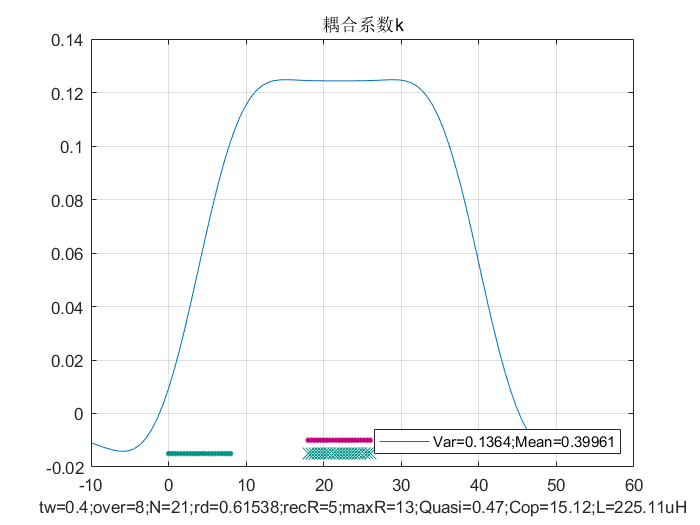 耦合系数k
0.14
0.12
0.1
0.08
0.06
0.04
0.02
0
-0.02
Var=0.1364;Mean=0.39961
-10 0 10 20 30 40 50 60
tw=0.4;over=8;N=21;rd=0.61538;recR=5;maxR=13;Quasi=0.47;Cop=15.12;L=225.11uH